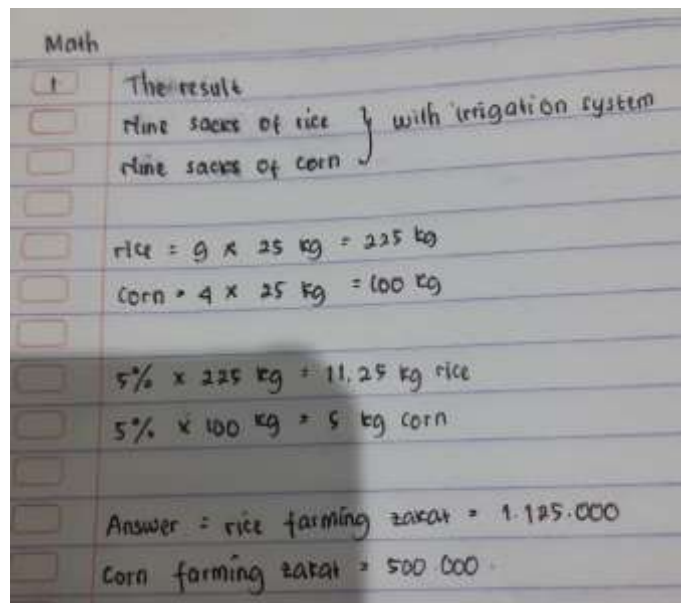 Math
1 The result
Nine sacks of rice } with irrigation system
Nine sacks of corn
rice = 9 x 25 kg = 225 kg
Corn = 4 x 25 kg = 100 kg
5% x 225 kg = 11,25 kg rice
5% x 100 kg = 5 kg corn
Answer = rice farming zakat = 1.125.000
Corn farming zakat = 500 000.